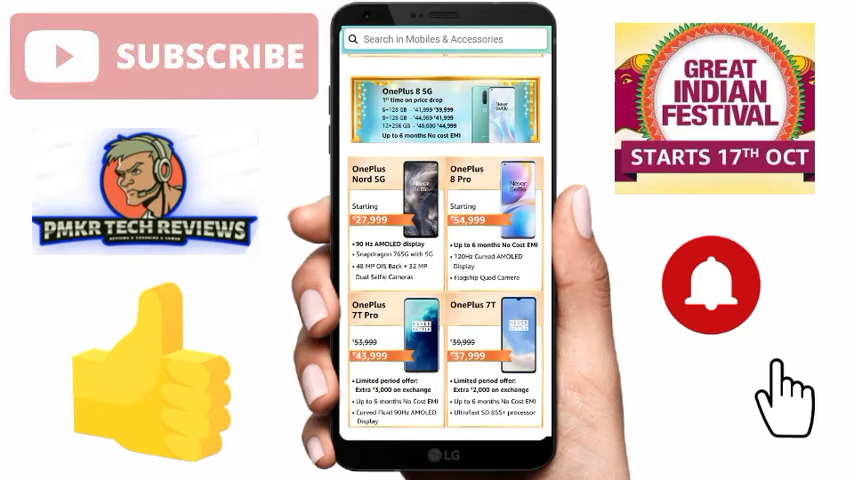 SUBSCRIBE
PMKR TECH REVIEWS
Search in Mobiles & Accessories
OnePlus 8 5G
1st time on price drop
6+128 GB - ₹41,999 ₹39,999
8+128 GB - ₹44,999 ₹41,999
12+256 GB - ₹49,999 ₹44,999
Up to 6 months No cost EMI
Never
Settle
OnePlus
Nord 5G
Starting
₹27,999
• 90 Hz AMOLED display
• Snapdragon 765G with 5G
• 48 MP OIS Back + 32 MP
Dual Selfie Cameras
OnePlus
8 Pro
Starting
₹54,999
• Up to 6 months No Cost EMI
• 120Hz Curved AMOLED
Display
• Flagship Quad Camera
OnePlus
7T Pro
₹53,999
₹43,999
• Limited period offer:
Extra ₹3,000 on exchange
• Up to 6 months No Cost EMI
• Curved Fluid 90Hz AMOLED
Display
OnePlus 7T
₹39,999
₹37,999
• Limited period offer:
Extra ₹2,000 on exchange
• Up to 6 months No Cost EMI
• Ultrafast SD 855+ processor
LG
GREAT
INDIAN
FESTIVAL
STARTS 17TH OCT